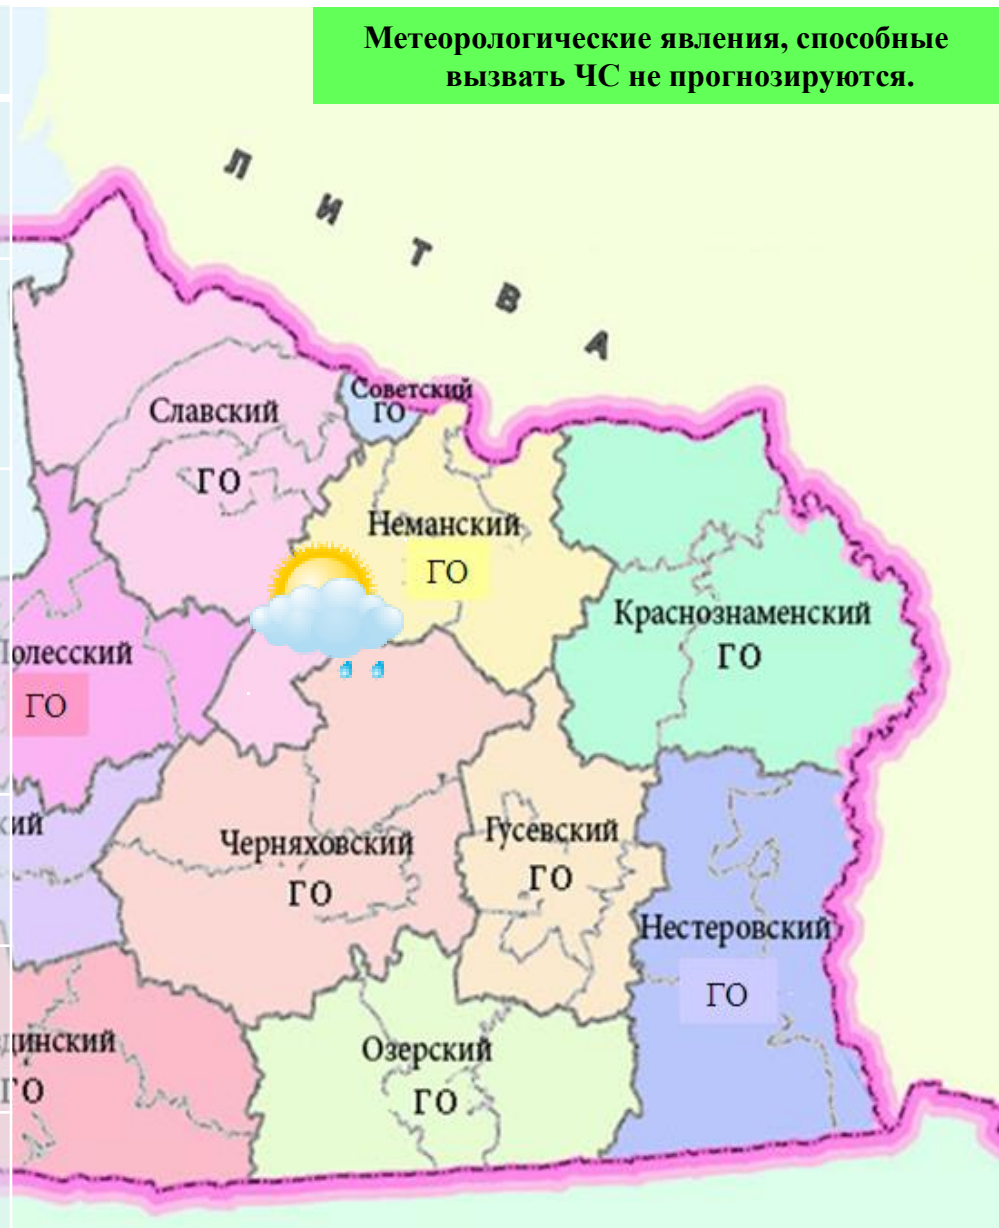 Метеорологические явления, способные
вызвать ЧС не прогнозируются.
Л И Т В А
Советский
ГО
Славский
ГО
Неманский
ГО
Краснознаменский
ГО
олесский
ГО
ий
Черняховский
ГО
Гусевский
ГО
Нестеровский
ГО
динский
ГО
Озерский
ГО